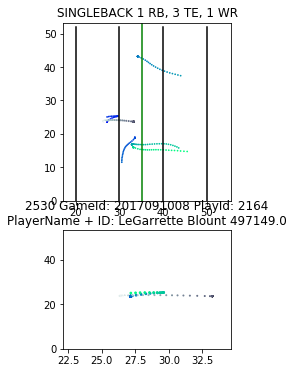 SINGLEBACK 1 RB, 3 TE, 1 WR
50
40
30
20
10
0
20 30 40 50
2530 GameId: 2017091008 PlayId: 2164
PlayerName + ID: LeGarrette Blount 497149.0
40
20
0
22.5 25.0 27.5 30.0 32.5